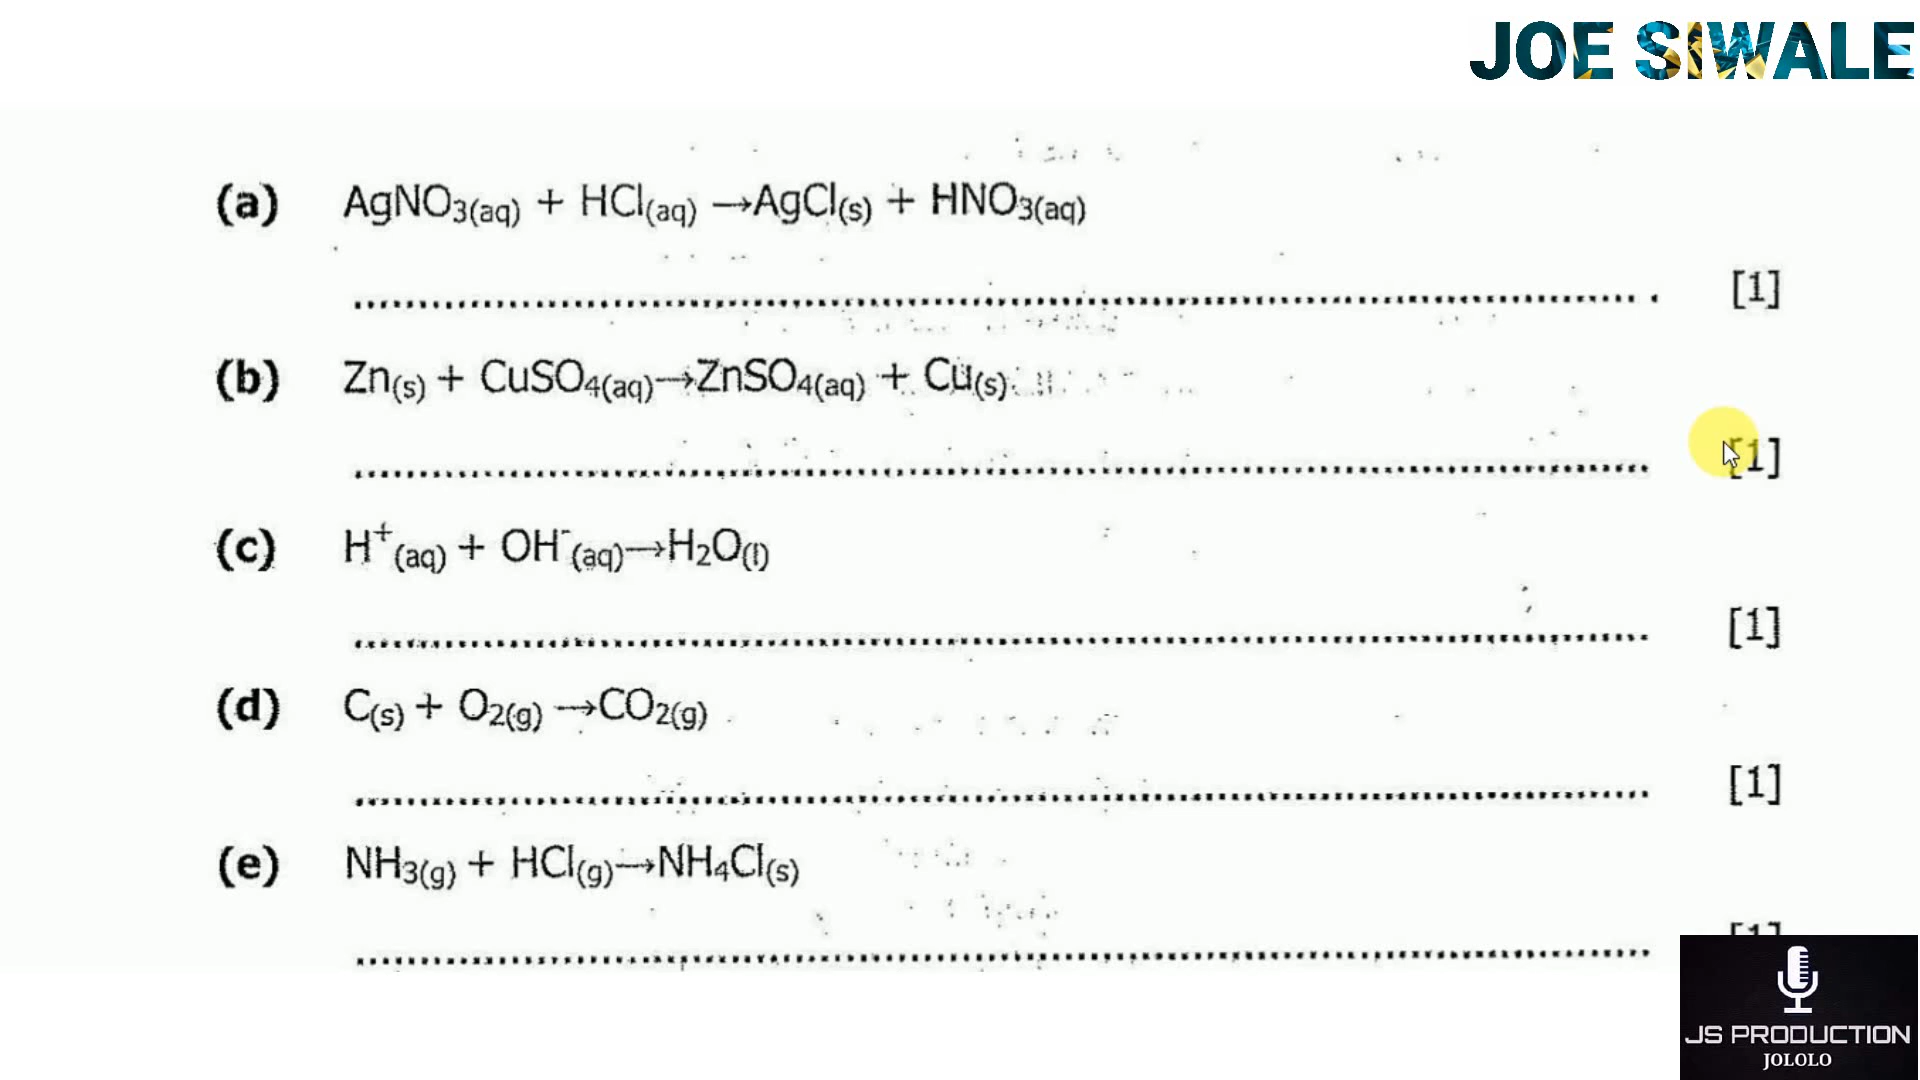 JOE SIWALE
(a) AgNO3(aq) + HCl(aq) →AgCl(s) + HNO3(aq)
[1]
(b) Zn(s) + CuSO4(aq)→ZnSO4(aq) + Cu(s)
[1]
(c) H+(aq) + OH-(aq)→H2O(l)
[1]
(d) C(s) + O2(g) →CO2(g)
[1]
(e) NH3(g) + HCl(g)→NH4Cl(s)
JS PRODUCTION
JOLOLO